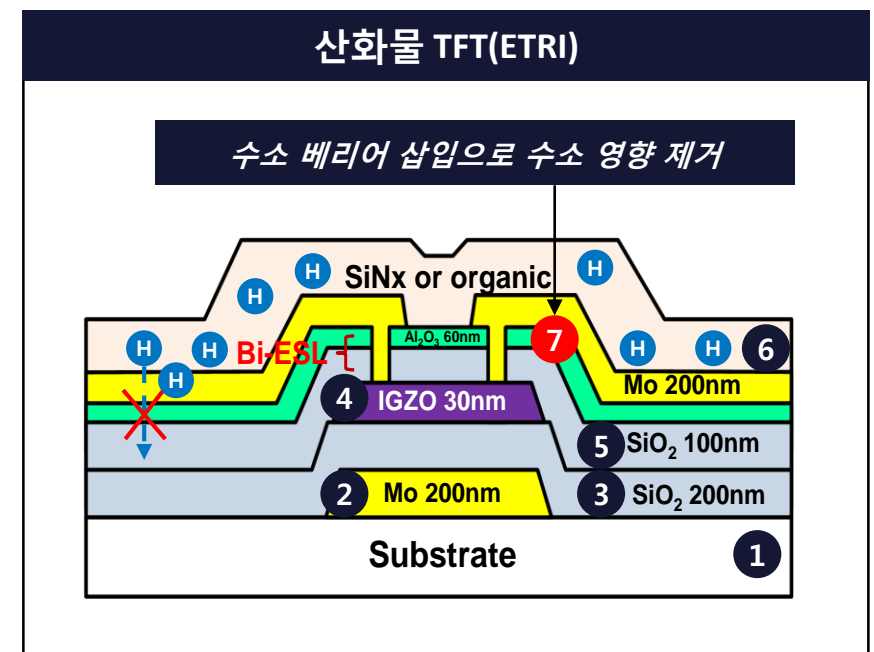 산화물 TFT(ETRI)
수소 베리어 삽입으로 수소 영향 제거
H
H
H
SiNx or organic
H
H
H
H
H
7
6
Bi-ESL
Al₂O₃ 60nm
Mo 200nm
4
IGZO 30nm
5
SiO₂ 100nm
2
Mo 200nm
3
SiO₂ 200nm
Substrate
1